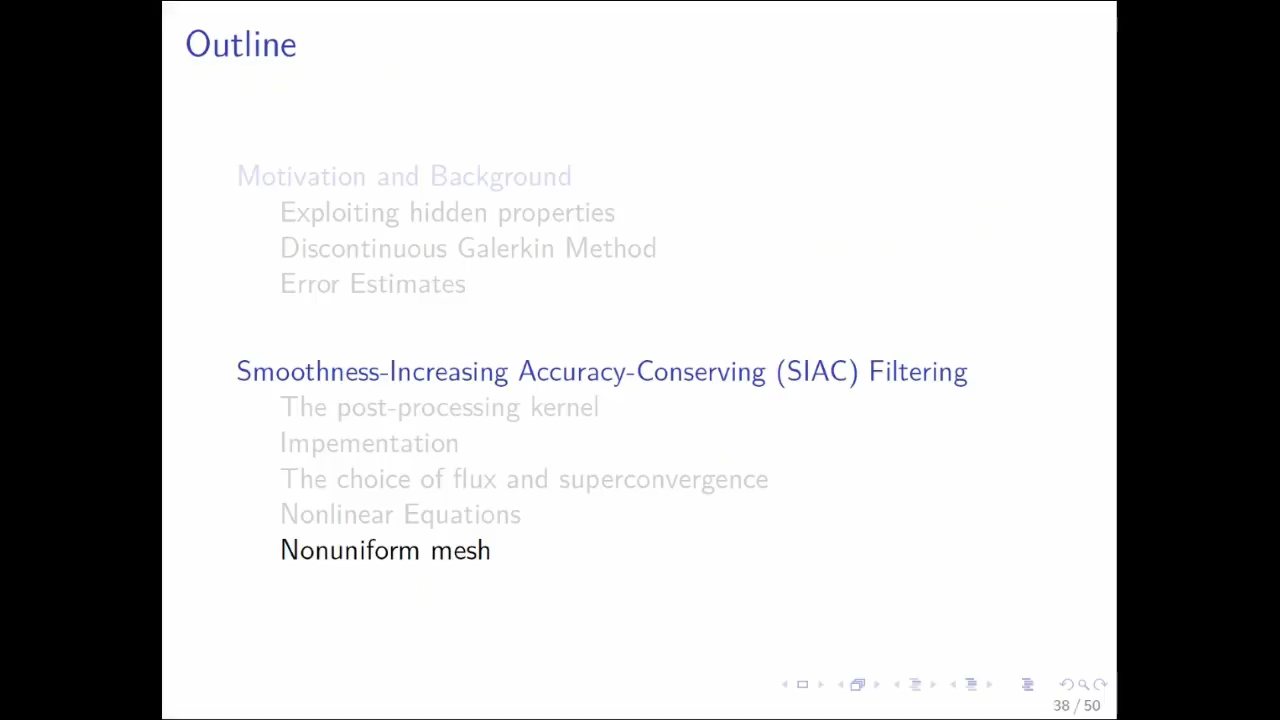 Outline
Motivation and Background
Exploiting hidden properties
Discontinuous Galerkin Method
Error Estimates
Smoothness-Increasing Accuracy-Conserving (SIAC) Filtering
The post-processing kernel
Impementation
The choice of flux and superconvergence
Nonlinear Equations
Nonuniform mesh
38 / 50